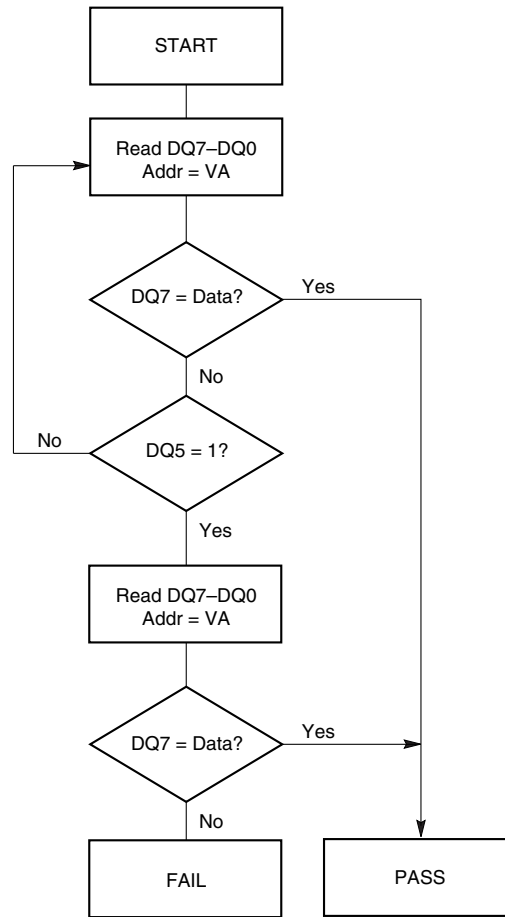 START
Read DQ7–DQ0
Addr = VA
DQ7 = Data?
Yes
No
No
DQ5 = 1?
Yes
Read DQ7–DQ0
Addr = VA
DQ7 = Data?
Yes
No
FAIL
PASS